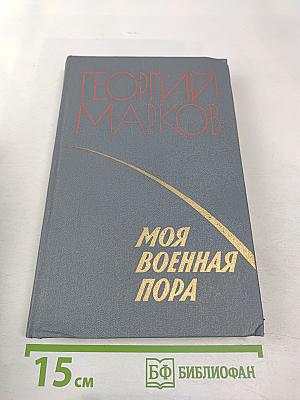 ГЕОРГИЙ
МАРКОВ
МОЯ
ВОЕННАЯ
ПОРА
15 см
БФ БИБЛИОФАН